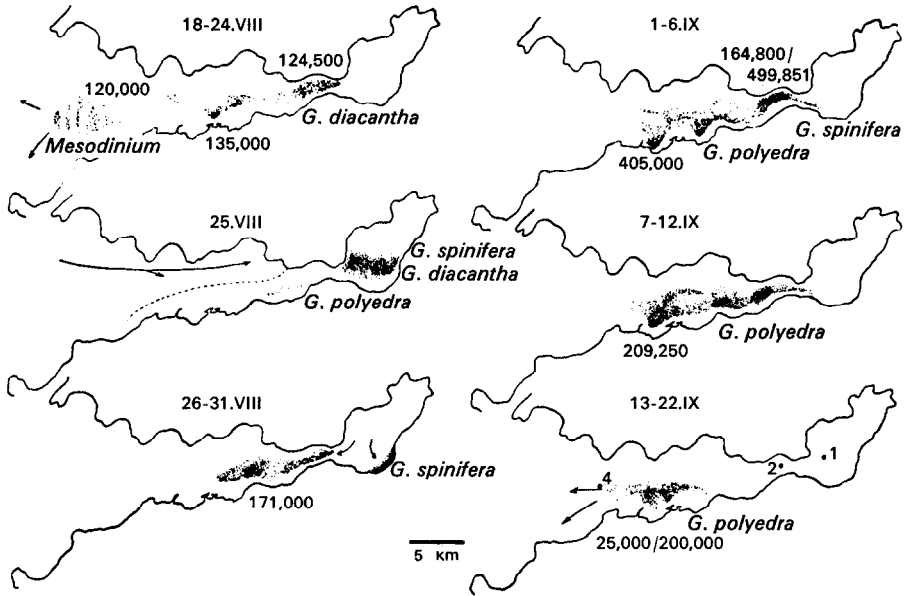 18-24.VIII
124,500
120,000
G. diacantha
Mesodinium
135,000
25.VIII
G. spinifera
G. diacantha
G. polyedra
26-31.VIII
G. spinifera
171,000
5 км
1-6.IX
164,800/
499,851
G. spinifera
G. polyedra
405,000
7-12.IX
G. polyedra
209,250
13-22.IX
1
2
4
G. polyedra
25,000/200,000